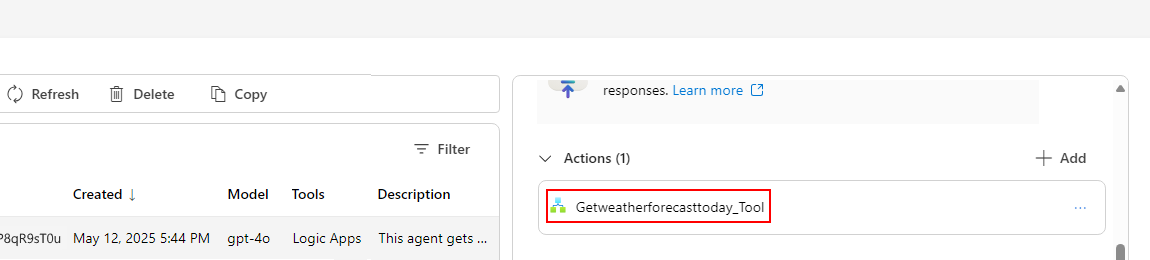 responses. Learn more
Refresh Delete Copy
Filter
Actions (1) Add
Created ↓ Model Tools Description
Getweatherforecasttoday_Tool ...
P8qR9sT0u May 12, 2025 5:44 PM gpt-4o Logic Apps This agent gets ...